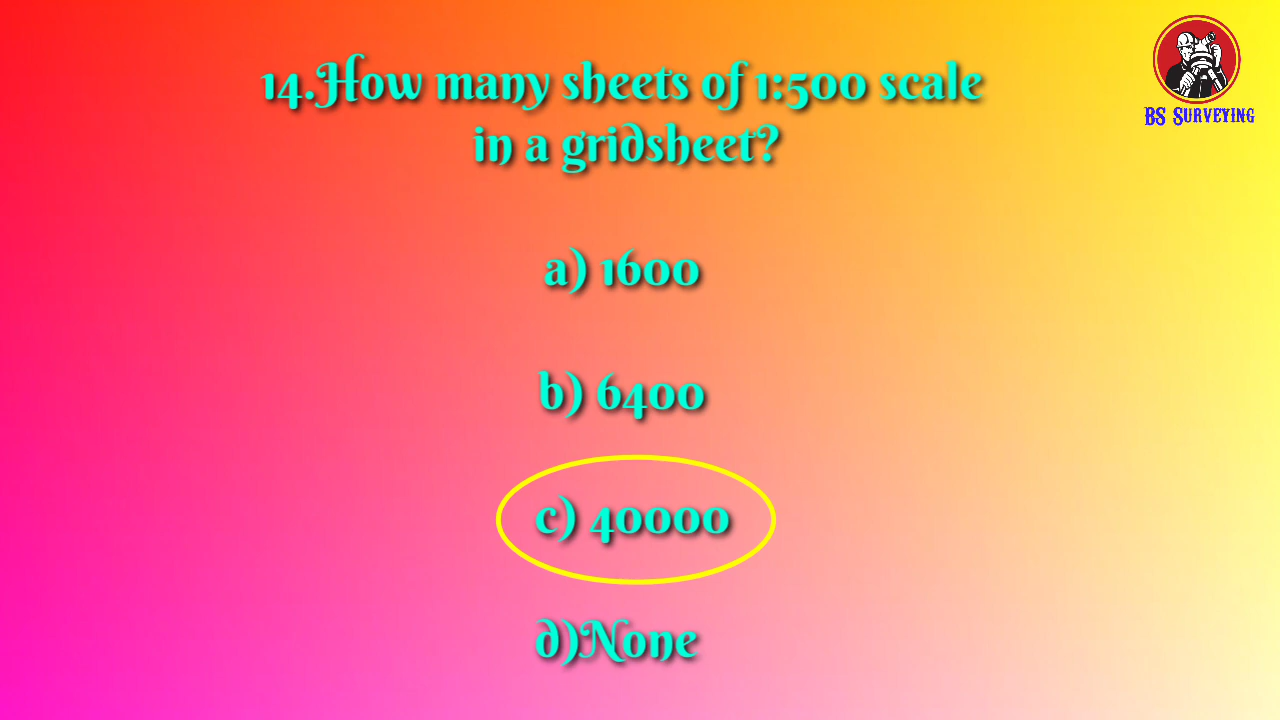 BS Surveying
14.How many sheets of 1:500 scale
in a gridsheet?
a) 1600
b) 6400
c) 40000
d)None